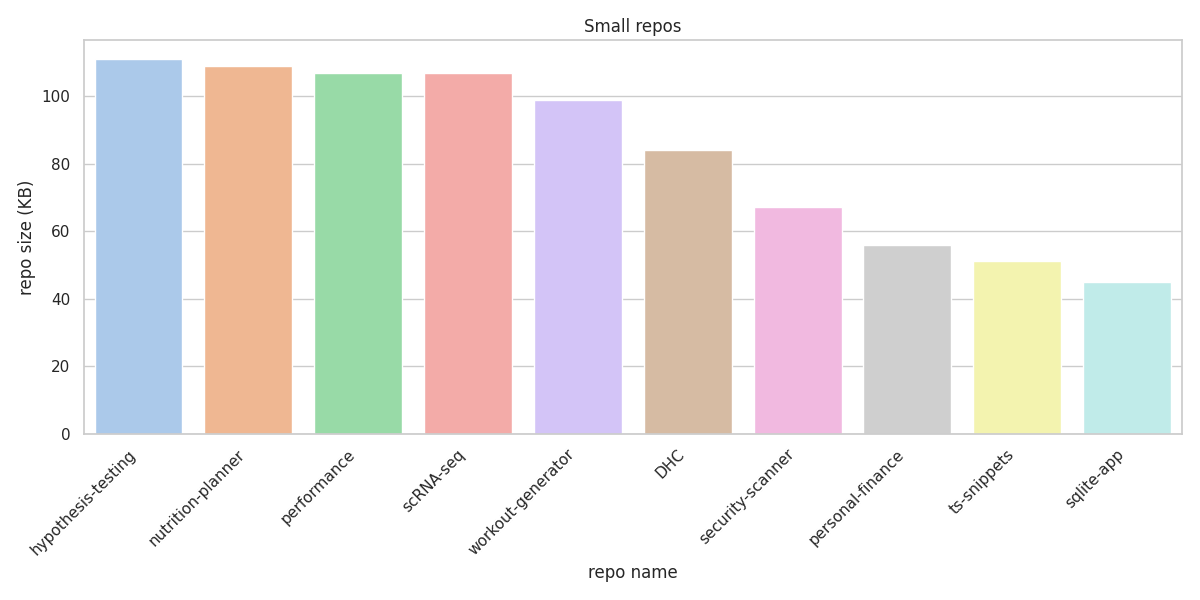 Small repos
repo size (KB)
100
80
60
40
20
0
hypothesis-testing
nutrition-planner
performance
scRNA-seq
workout-generator
DHC
security-scanner
personal-finance
ts-snippets
sqlite-app
repo name